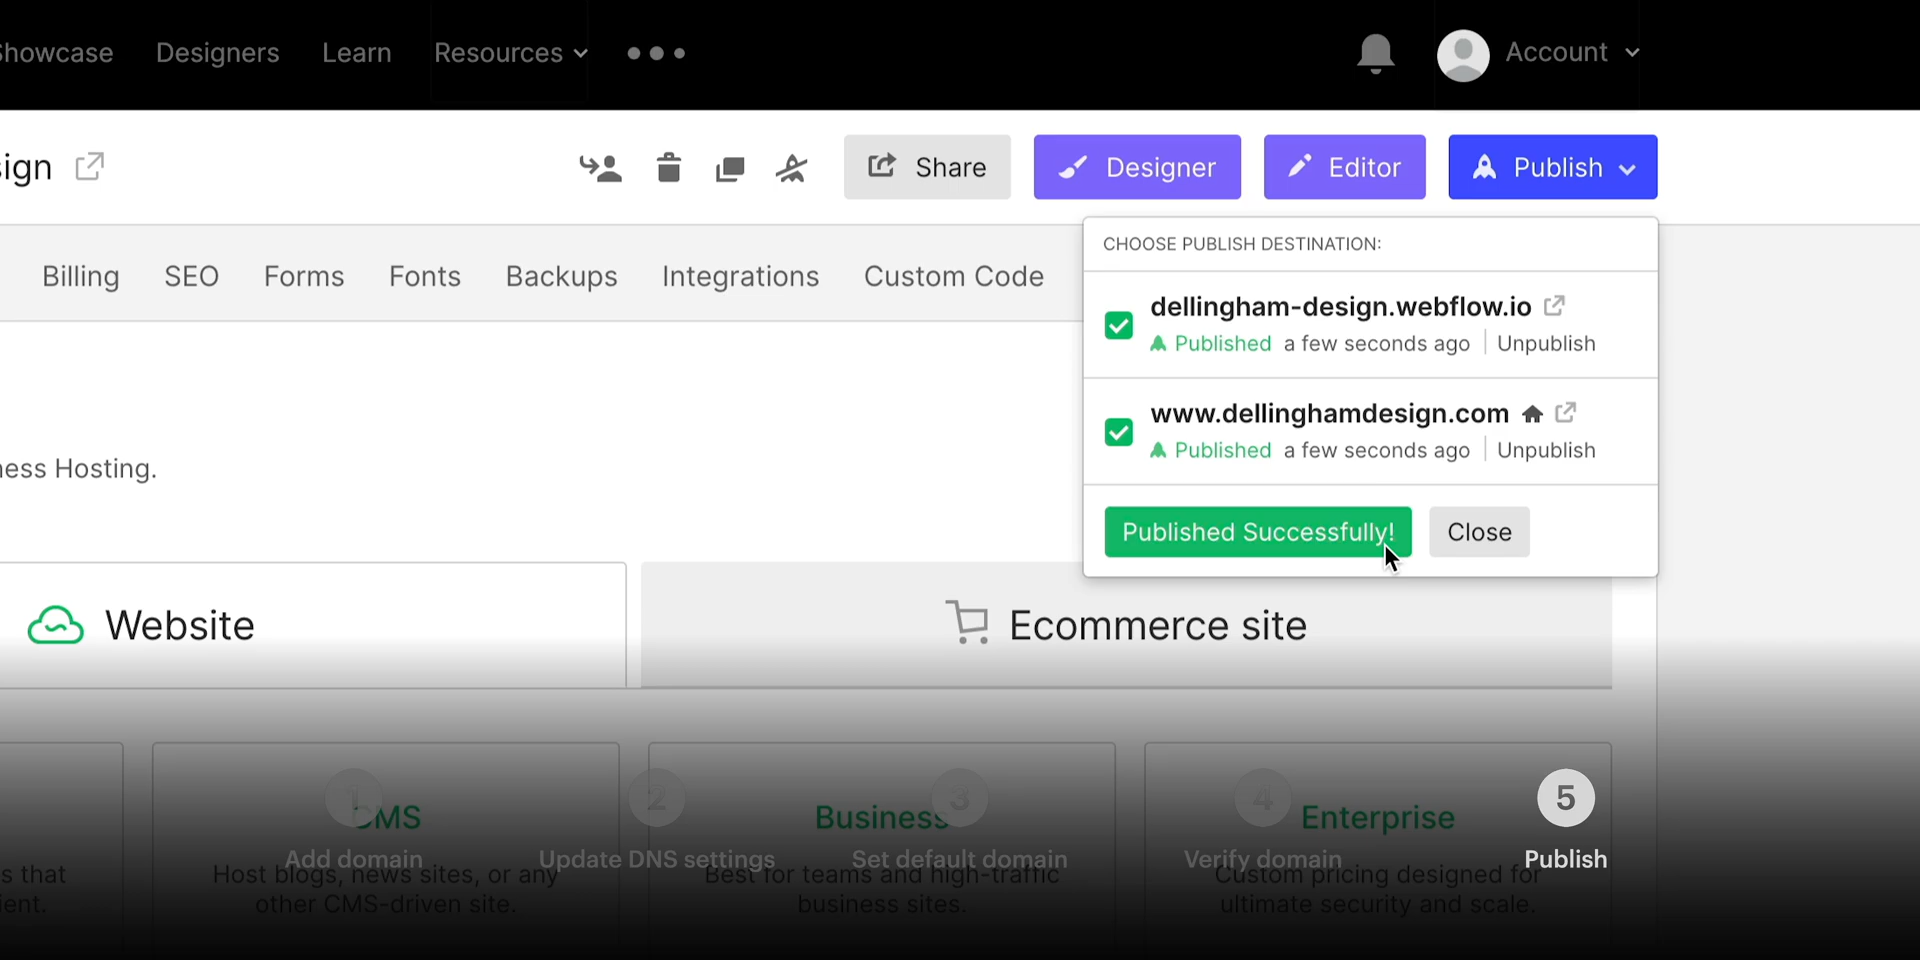 Showcase Designers Learn Resources Account
sign Share Designer Editor Publish
Billing SEO Forms Fonts Backups Integrations Custom Code
CHOOSE PUBLISH DESTINATION:
dellingham-design.webflow.io
Published a few seconds ago Unpublish
www.dellinghamdesign.com
Published a few seconds ago Unpublish
Published Successfully! Close
ness Hosting.
Website Ecommerce site
1 2 3 4 5
CMS Business Enterprise
Add domain Update DNS settings Set default domain Verify domain Publish
s that Host blogs, news sites, or any Best for teams and high-traffic Custom pricing designed for
ient. other CMS-driven site. business sites. ultimate security and scale.